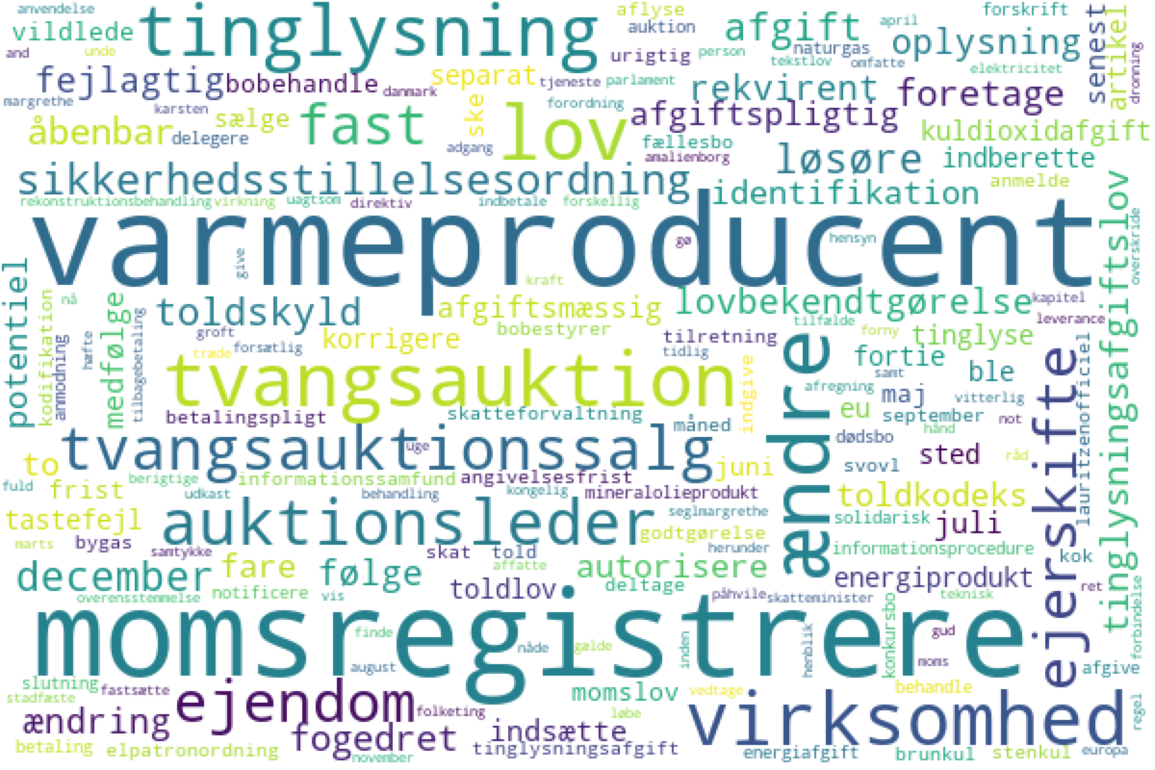 anvendelse
tinglysning
aflyse
forskrift
vildlede
auktion
afgift
april
artikel
and
unde
urigtig
person
naturgas
oplysning
senest
dronning
tekstlov
omfatte
fejlagtig
bobehandle
separat
tjeneste
parlament
rekvirent
elektricitet
foretage
danmark
margrethe
karsten
sælge
fast
ske
forordning
lov
afgiftspligtig
åbenbar
delegere
adgang
fællesbo
kuldioxidafgift
amalienborg
løsøre
indberette
sikkerhedsstillelsesordning
identifikation
anmelde
rekonstruktionsbehandling
virkning
uagtsom
direktiv
indbetale
forskellig
tinglysningsafgiftslov
overskride
varmeproducent
gø
hensyn
give
kraft
potentiel
kodifikation
nå
medfølge
toldskyld
afgiftsmæssig
lovbekendtgørelse
kapitel
leverance
anmodning
hæfte
tilbagebetaling
groft
forsætlig
korrigere
bobestyrer
tilretning
tilfælde
forny
tinglyse
træde
tidlig
ændre
fortie
ejerskifte
lauritzenofficiel
tvangsauktion
indgive
samt
ble
afregning
maj
vitterlig
betalingspligt
skatteforvaltning
måned
eu
september
not
tvangsauktionssalg
uge
dødsbo
hånd
to
juni
svovl
sted
råd
fuld
berigtige
informationssamfund
angivelsesfrist
frist
udkast
behandling
kongelig
mineralolieprodukt
toldkodeks
tastefejl
auktionsleder
seglmargrethe
godtgørelse
solidarisk
juli
marts
bygas
samtykke
skat
told
herunder
informationsprocedure
kok
december
fare
følge
affatte
autorisere
energiprodukt
ret
overensstemmelse
notificere
vis
toldlov
deltage
påhvile
skatteminister
teknisk
forbindelse
momsregistrere
finde
nåde
gælde
inden
henblik
konkursbo
gud
moms
august
afgive
slutning
fastsætte
ejendom
momslov
vedtage
behandle
stadfæste
ændring
folketing
løbe
virksomhed
regel
fogedret
indsætte
betaling
elpatronordning
november
tinglysningsafgift
energiafgift
brunkul
stenkul
europa